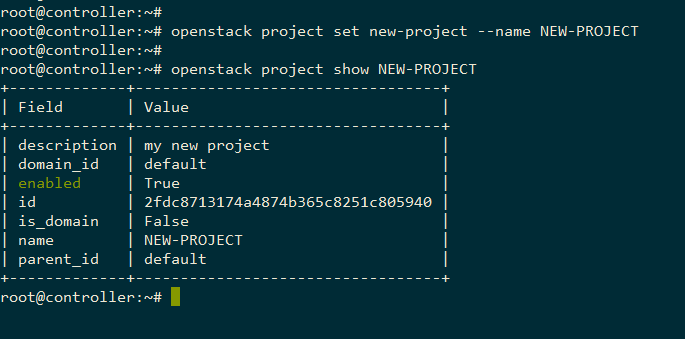 root@controller:~#
root@controller:~# openstack project set new-project --name NEW-PROJECT
root@controller:~#
root@controller:~# openstack project show NEW-PROJECT
+-------------+----------------------------------+
| Field       | Value                            |
+-------------+----------------------------------+
| description | my new project                   |
| domain_id   | default                          |
| enabled     | True                             |
| id          | 2fdc8713174a4874b365c8251c805940 |
| is_domain   | False                            |
| name        | NEW-PROJECT                      |
| parent_id   | default                          |
+-------------+----------------------------------+
root@controller:~#